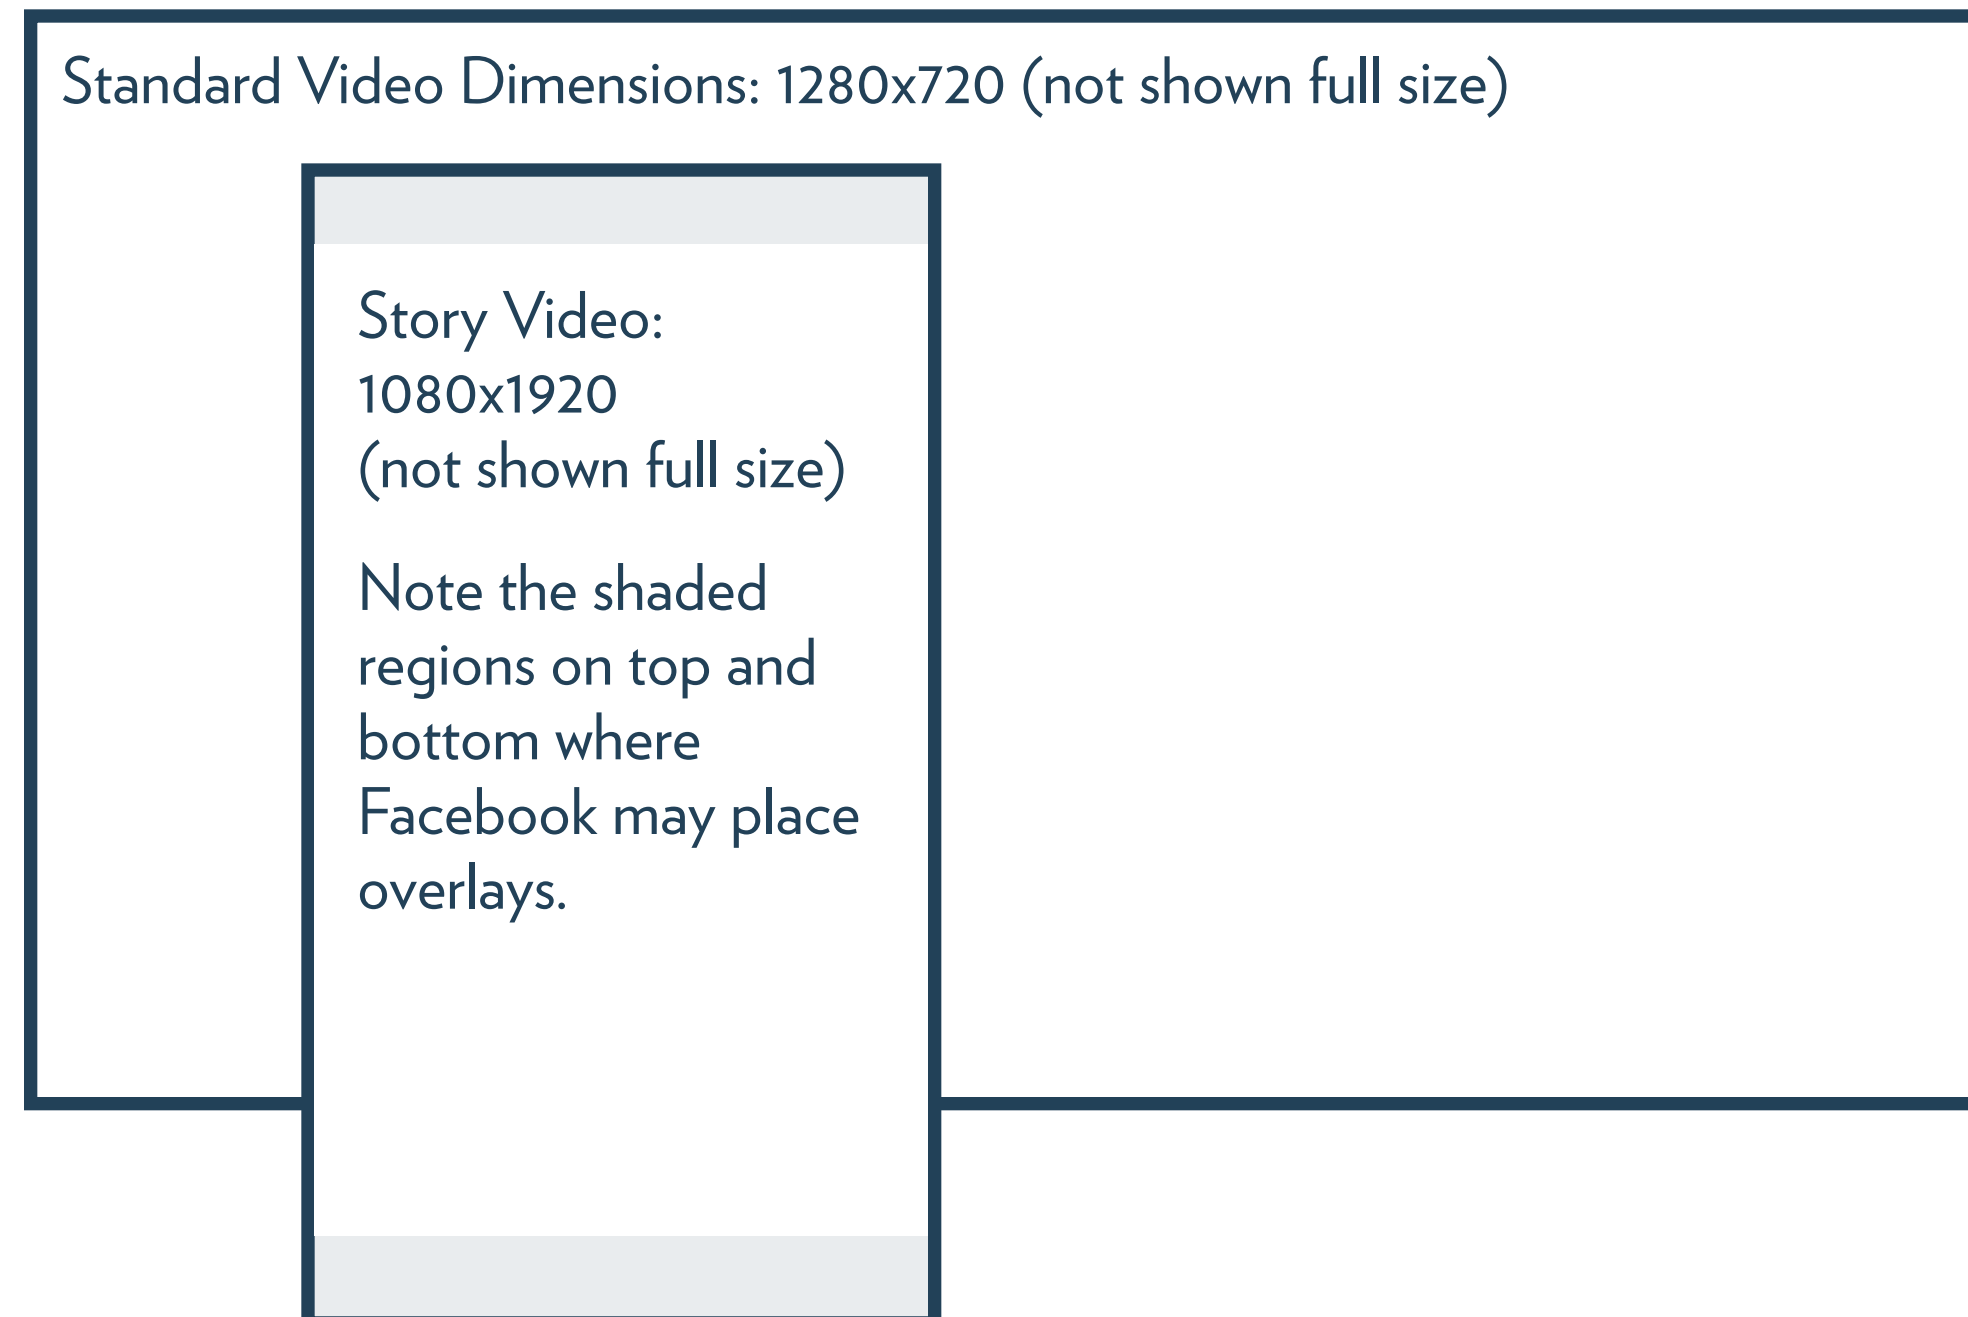 Standard Video Dimensions: 1280x720 (not shown full size)
Story Video:
1080x1920
(not shown full size)
Note the shaded
regions on top and
bottom where
Facebook may place
overlays.